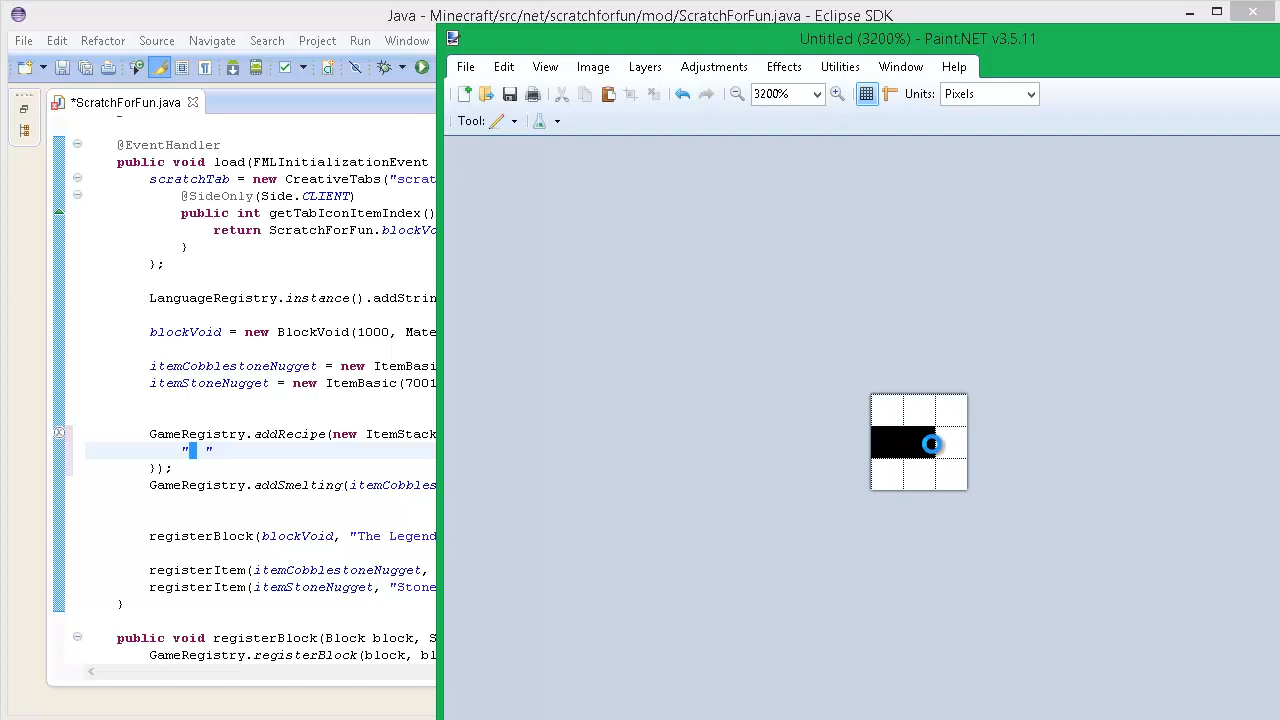 Java - Minecraft/src/net/scratchforfun/mod/ScratchForFun.java - Eclipse SDK
File Edit Refactor Source Navigate Search Project Run Window
Untitled (3200%) - Paint.NET v3.5.11
File Edit View Image Layers Adjustments Effects Utilities Window Help
3200% Units: Pixels
Tool:
*ScratchForFun.java
@EventHandler
public void load(FMLInitializationEvent
scratchTab = new CreativeTabs("scrat
@SideOnly(Side.CLIENT)
public int getTabIconItemIndex()
return ScratchForFun.blockVo
}
};
LanguageRegistry.instance().addStrin
blockVoid = new BlockVoid(1000, Mate
itemCobblestoneNugget = new ItemBasi
itemStoneNugget = new ItemBasic(7001
GameRegistry.addRecipe(new ItemStack
" "
});
GameRegistry.addSmelting(itemCobbles
registerBlock(blockVoid, "The Legend
registerItem(itemCobblestoneNugget,
registerItem(itemStoneNugget, "Stone
}
public void registerBlock(Block block, S
GameRegistry.registerBlock(block, bl